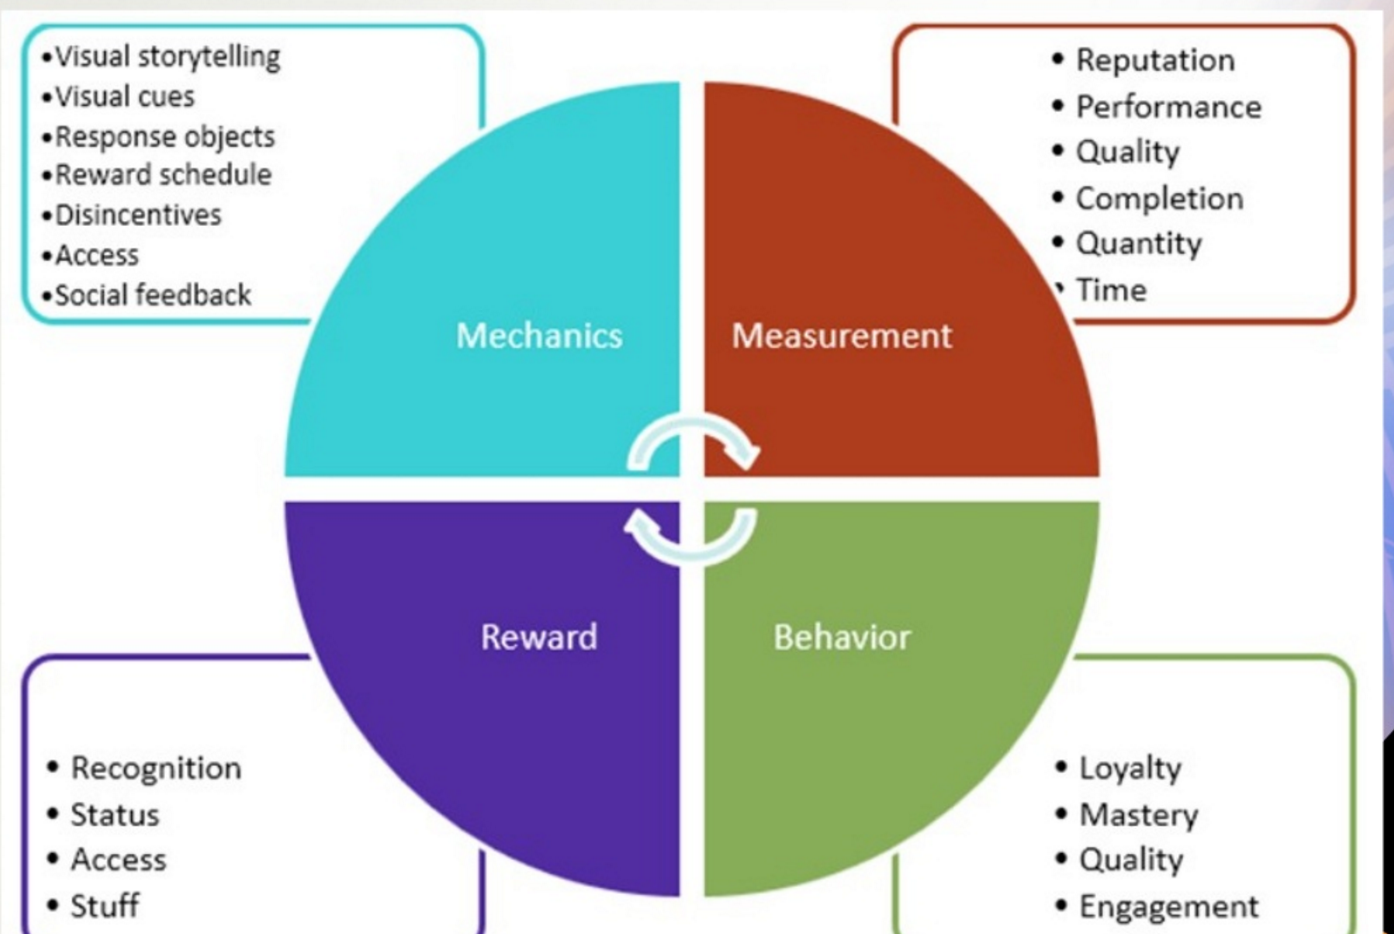 •Visual storytelling
•Visual cues
•Response objects
•Reward schedule
•Disincentives
•Access
•Social feedback
• Reputation
• Performance
• Quality
• Completion
• Quantity
• Time
Mechanics
Measurement
Reward
Behavior
• Recognition
• Status
• Access
• Stuff
• Loyalty
• Mastery
• Quality
• Engagement